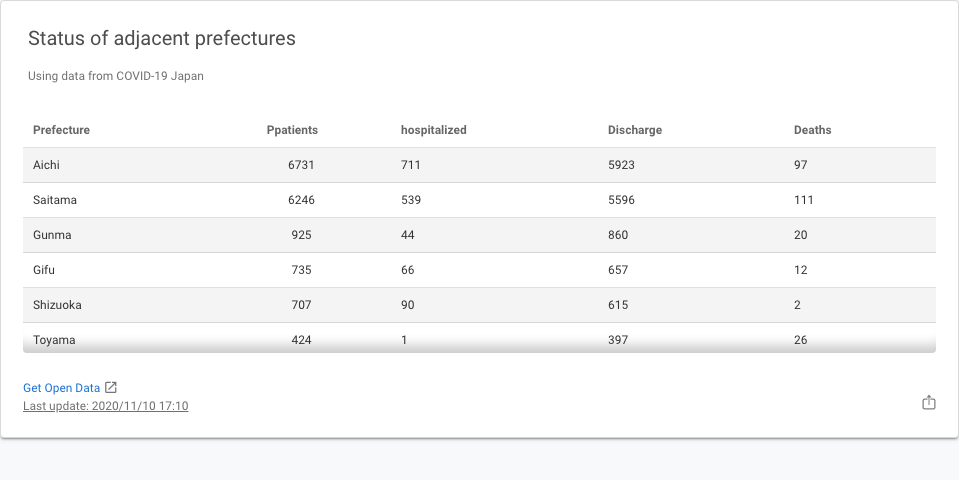 Status of adjacent prefectures
Using data from COVID-19 Japan
Prefecture Ppatients hospitalized Discharge Deaths
Aichi 6731 711 5923 97
Saitama 6246 539 5596 111
Gunma 925 44 860 20
Gifu 735 66 657 12
Shizuoka 707 90 615 2
Toyama 424 1 397 26
Get Open Data
Last update: 2020/11/10 17:10